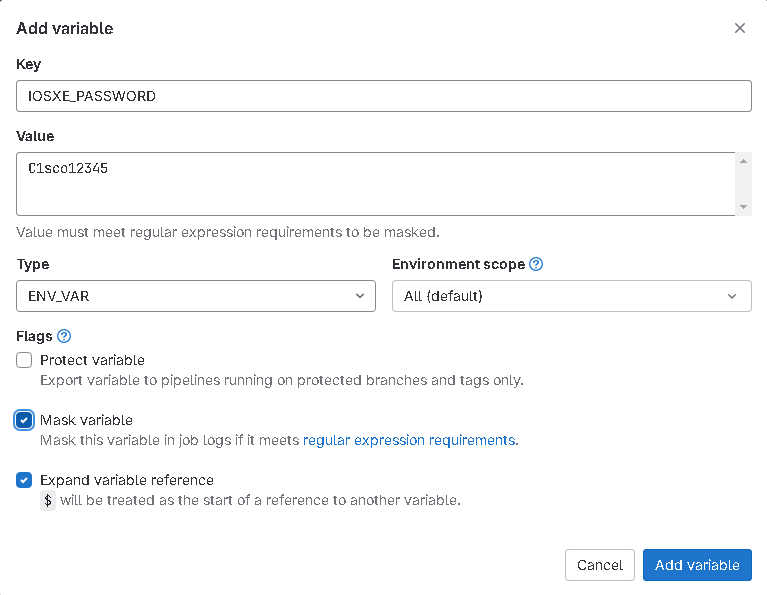 Add variable
Key
IOSXE_PASSWORD
Value
C1sco12345
Value must meet regular expression requirements to be masked.
Type
Environment scope
ENV_VAR
All (default)
Flags
Protect variable
Export variable to pipelines running on protected branches and tags only.
Mask variable
Mask this variable in job logs if it meets regular expression requirements.
Expand variable reference
$ will be treated as the start of a reference to another variable.
Cancel
Add variable